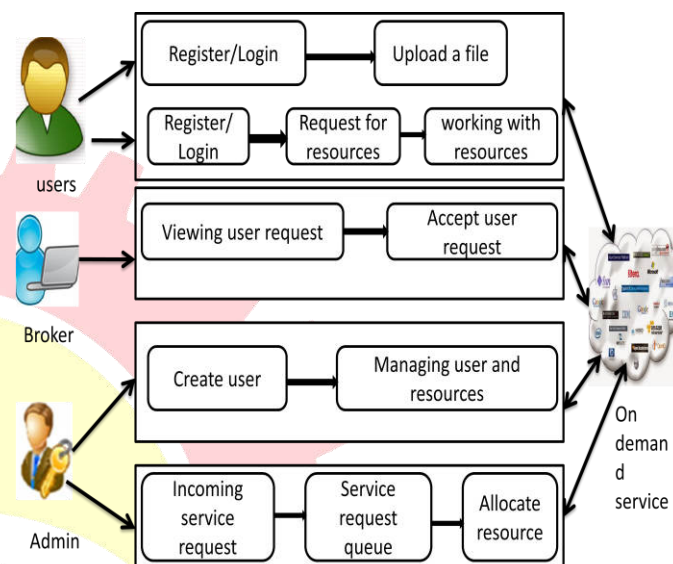 Register/Login
Upload a file
Register/
Login
Request for
resources
working with
resources
users
Viewing user request
Accept user
request
Broker
Create user
Managing user and
resources
On
deman
d
service
Incoming
service
request
Service
request
queue
Allocate
resource
Admin